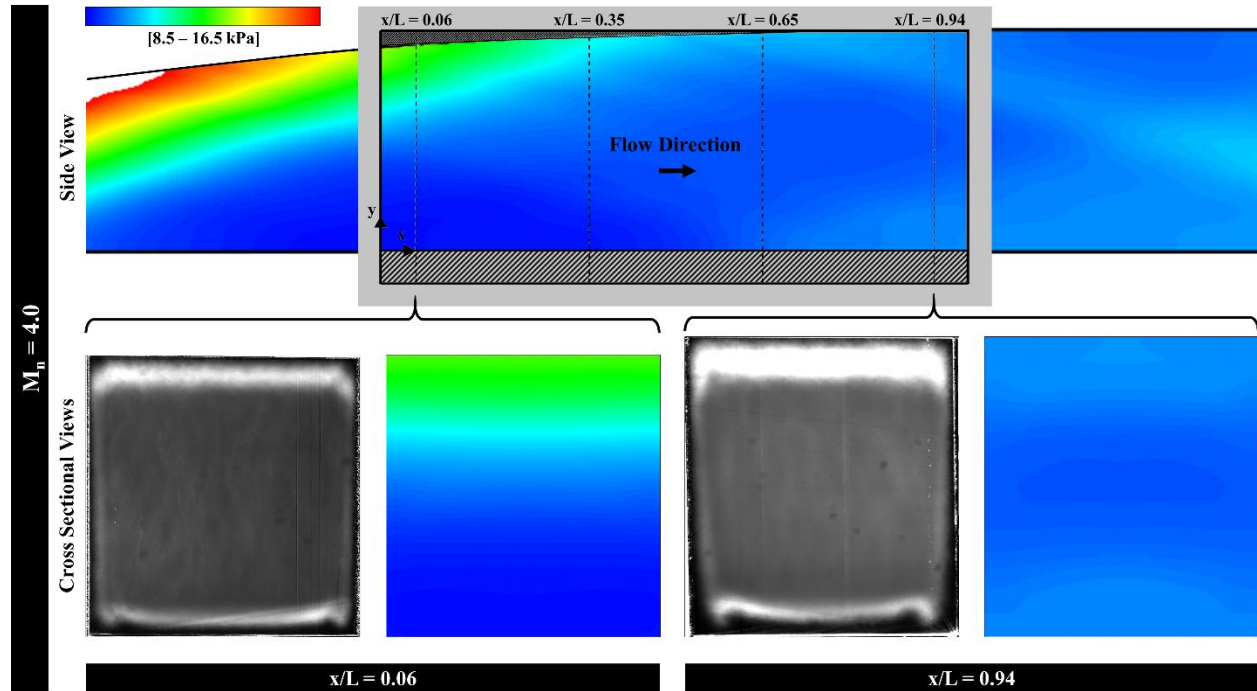 x/L = 0.06
x/L = 0.35
x/L = 0.65
x/L = 0.94
[8.5 – 16.5 kPa]
Side View
Flow Direction
y
x
M_n = 4.0
Cross Sectional Views
x/L = 0.06
x/L = 0.94